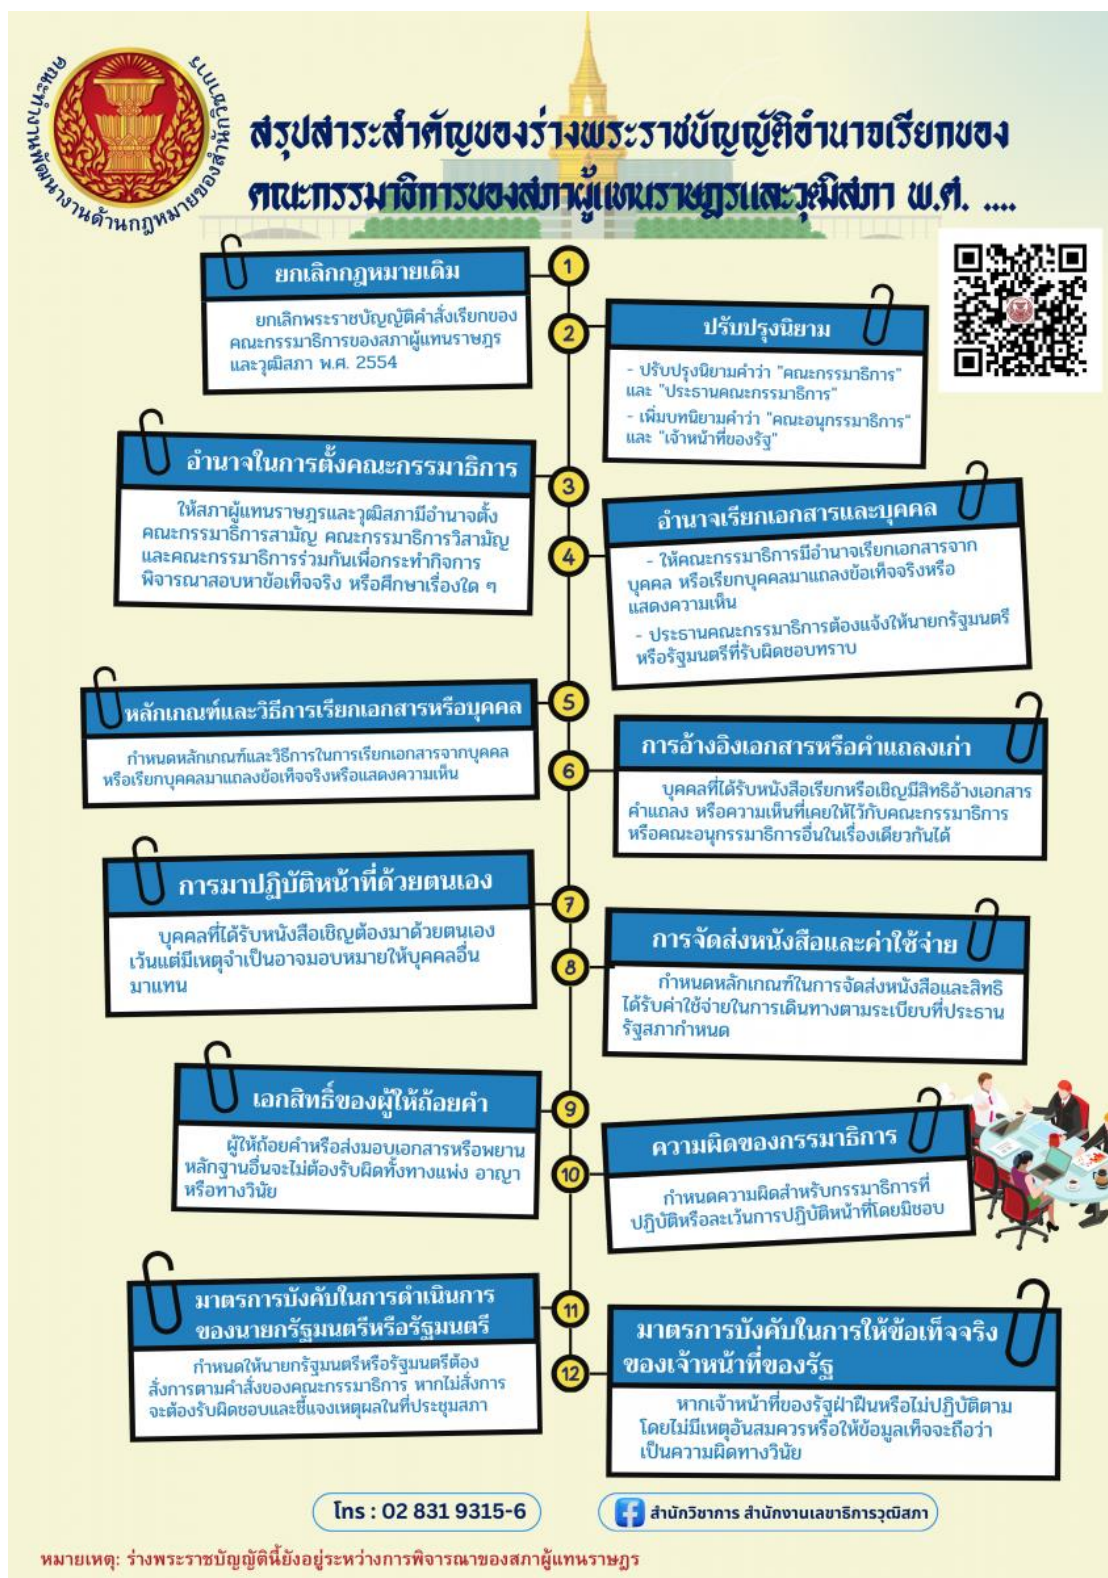 คณะทำงานพัฒนางานด้านกฎหมายของสำนักวิชาการ
สรุปสาระสำคัญของร่างพระราชบัญญัติอำนาจเรียกของ
คณะกรรมาธิการของสภาผู้แทนราษฎรและวุฒิสภา พ.ศ. ....
1
ยกเลิกกฎหมายเดิม
ยกเลิกพระราชบัญญัติคำสั่งเรียกของ
คณะกรรมาธิการของสภาผู้แทนราษฎร
และวุฒิสภา พ.ศ. 2554
2
ปรับปรุงนิยาม
- ปรับปรุงนิยามคำว่า "คณะกรรมาธิการ"
และ "ประธานคณะกรรมาธิการ"
- เพิ่มบทนิยามคำว่า "คณะอนุกรรมาธิการ"
และ "เจ้าหน้าที่ของรัฐ"
3
อำนาจในการตั้งคณะกรรมาธิการ
ให้สภาผู้แทนราษฎรและวุฒิสภามีอำนาจตั้ง
คณะกรรมาธิการสามัญ คณะกรรมาธิการวิสามัญ
และคณะกรรมาธิการร่วมกันเพื่อกระทำกิจการ
พิจารณาสอบหาข้อเท็จจริง หรือศึกษาเรื่องใด ๆ
4
อำนาจเรียกเอกสารและบุคคล
- ให้คณะกรรมาธิการมีอำนาจเรียกเอกสารจาก
บุคคล หรือเรียกบุคคลมาแถลงข้อเท็จจริงหรือ
แสดงความเห็น
- ประธานคณะกรรมาธิการต้องแจ้งให้นายกรัฐมนตรี
หรือรัฐมนตรีที่รับผิดชอบทราบ
5
หลักเกณฑ์และวิธีการเรียกเอกสารหรือบุคคล
กำหนดหลักเกณฑ์และวิธีการในการเรียกเอกสารจากบุคคล
หรือเรียกบุคคลมาแถลงข้อเท็จจริงหรือแสดงความเห็น
6
การอ้างอิงเอกสารหรือคำแถลงเก่า
บุคคลที่ได้รับหนังสือเรียกหรือเชิญมีสิทธิอ้างเอกสาร
คำแถลง หรือความเห็นที่เคยให้ไว้กับคณะกรรมาธิการ
หรือคณะอนุกรรมาธิการอื่นในเรื่องเดียวกันได้
7
การมาปฏิบัติหน้าที่ด้วยตนเอง
บุคคลที่ได้รับหนังสือเชิญต้องมาด้วยตนเอง
เว้นแต่มีเหตุจำเป็นอาจมอบหมายให้บุคคลอื่น
มาแทน
8
การจัดส่งหนังสือและค่าใช้จ่าย
กำหนดหลักเกณฑ์ในการจัดส่งหนังสือและสิทธิ
ได้รับค่าใช้จ่ายในการเดินทางตามระเบียบที่ประธาน
รัฐสภากำหนด
9
เอกสิทธิ์ของผู้ให้ถ้อยคำ
ผู้ให้ถ้อยคำหรือส่งมอบเอกสารหรือพยาน
หลักฐานอื่นจะไม่ต้องรับผิดทั้งทางแพ่ง อาญา
หรือทางวินัย
10
ความผิดของกรรมาธิการ
กำหนดความผิดสำหรับกรรมาธิการที่
ปฏิบัติหรือละเว้นการปฏิบัติหน้าที่โดยมิชอบ
11
มาตรการบังคับในการดำเนินการ
ของนายกรัฐมนตรีหรือรัฐมนตรี
กำหนดให้นายกรัฐมนตรีหรือรัฐมนตรีต้อง
สั่งการตามคำสั่งของคณะกรรมาธิการ หากไม่สั่งการ
จะต้องรับผิดชอบและชี้แจงเหตุผลในที่ประชุมสภา
12
มาตรการบังคับในการให้ข้อเท็จจริง
ของเจ้าหน้าที่ของรัฐ
หากเจ้าหน้าที่ของรัฐฝ่าฝืนหรือไม่ปฏิบัติตาม
โดยไม่มีเหตุอันสมควรหรือให้ข้อมูลเท็จจะถือว่า
เป็นความผิดทางวินัย
โทร : 02 831 9315-6
สำนักวิชาการ สำนักงานเลขาธิการวุฒิสภา
หมายเหตุ: ร่างพระราชบัญญัตินี้ยังอยู่ระหว่างการพิจารณาของสภาผู้แทนราษฎร